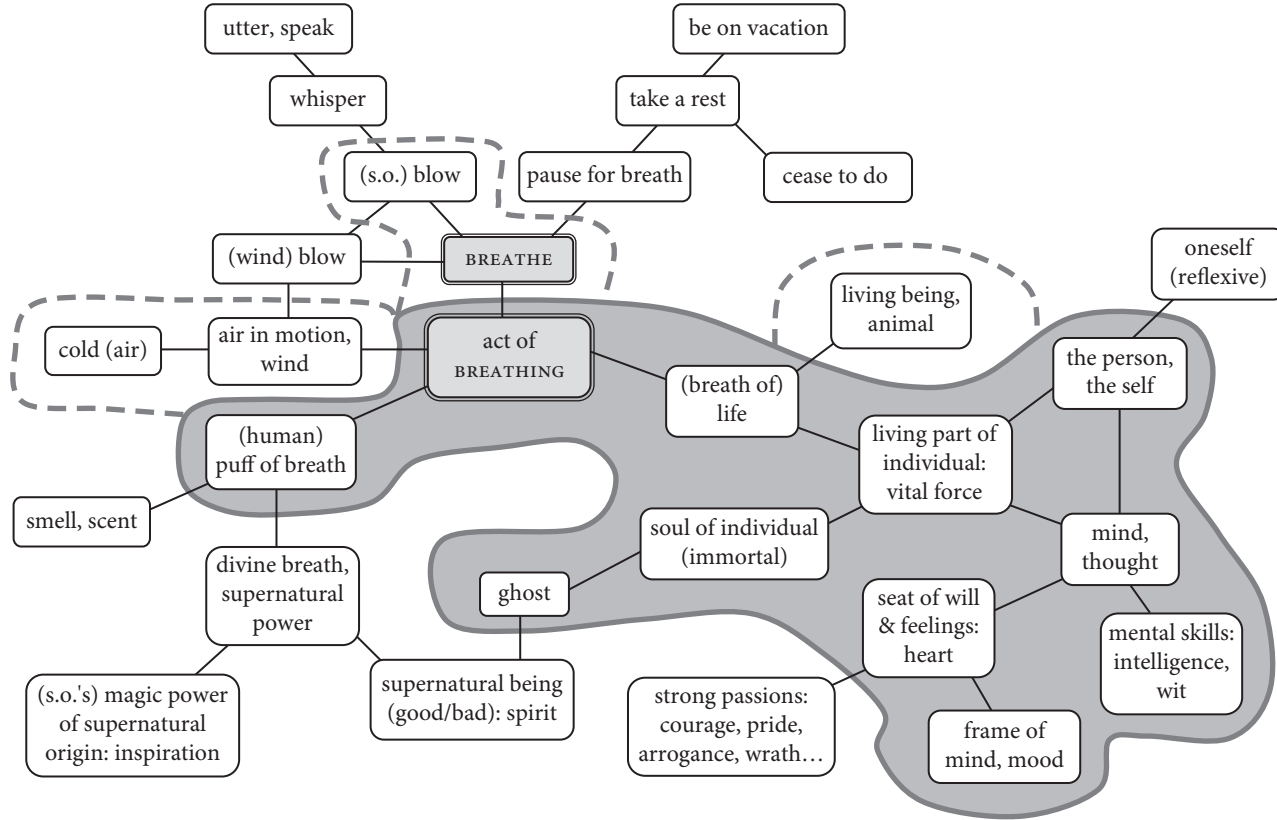 utter, speak
be on vacation
whisper
take a rest
(s.o.) blow
pause for breath
cease to do
(wind) blow
BREATHE
oneself
(reflexive)
living being,
animal
cold (air)
air in motion,
wind
act of
BREATHING
the person,
the self
(breath of)
life
(human)
puff of breath
living part of
individual:
vital force
smell, scent
soul of individual
(immortal)
mind,
thought
divine breath,
supernatural
power
ghost
seat of will
& feelings:
heart
mental skills:
intelligence,
wit
(s.o.'s) magic power
of supernatural
origin: inspiration
supernatural being
(good/bad): spirit
strong passions:
courage, pride,
arrogance, wrath…
frame of
mind, mood